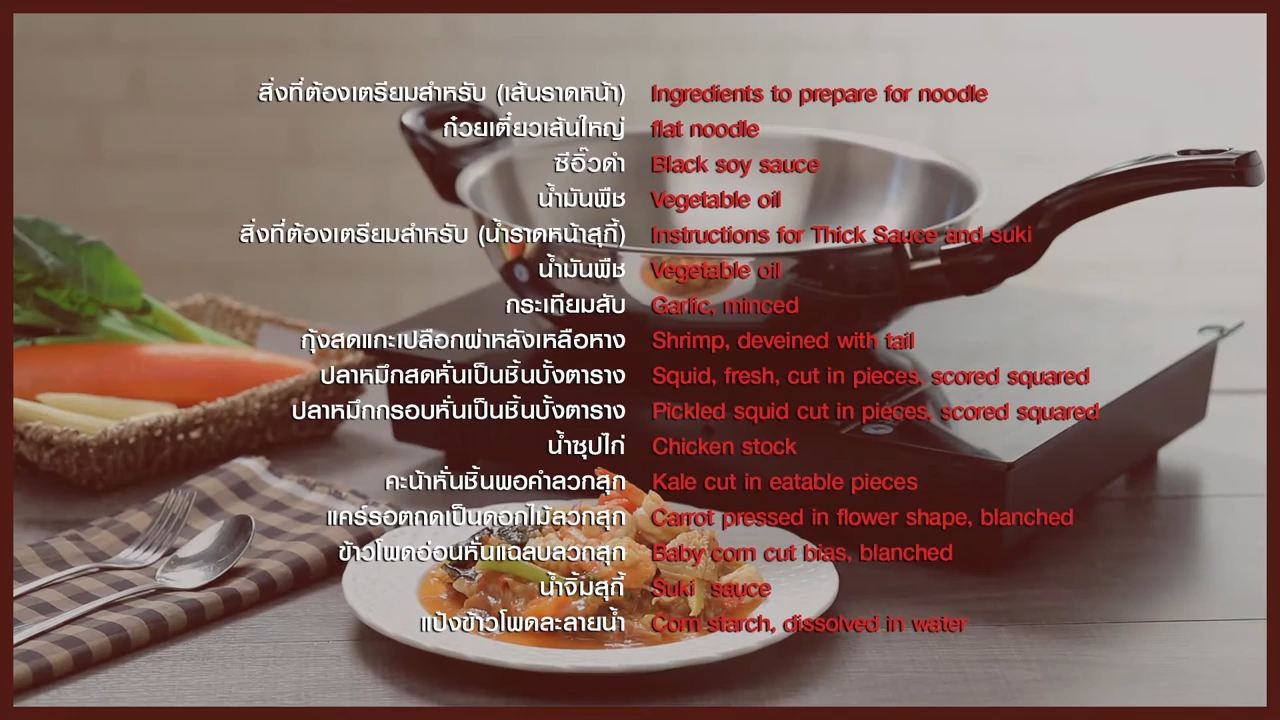 สิ่งที่ต้องเตรียมสำหรับ (เส้นราดหน้า) Ingredients to prepare for noodle
ก๋วยเตี๋ยวเส้นใหญ่ flat noodle
ซีอิ๊วดำ Black soy sauce
น้ำมันพืช Vegetable oil
สิ่งที่ต้องเตรียมสำหรับ (น้ำราดหน้าสุกี้) Instructions for Thick Sauce and suki
น้ำมันพืช Vegetable oil
กระเทียมสับ Garlic, minced
กุ้งสดแกะเปลือกผ่าหลังเหลือหาง Shrimp, deveined with tail
ปลาหมึกสดหั่นเป็นชิ้นบั้งตาราง Squid, fresh, cut in pieces, scored squared
ปลาหมึกกรอบหั่นเป็นชิ้นบั้งตาราง Pickled squid cut in pieces, scored squared
น้ำซุปไก่ Chicken stock
คะน้าหั่นชิ้นพอคำลวกสุก Kale cut in eatable pieces
แคร์รอตกดเป็นดอกไม้ลวกสุก Carrot pressed in flower shape, blanched
ข้าวโพดอ่อนหั่นแฉลบลวกสุก Baby corn cut bias, blanched
น้ำจิ้มสุกี้ Suki sauce
แป้งข้าวโพดละลายน้ำ Corn starch, dissolved in water